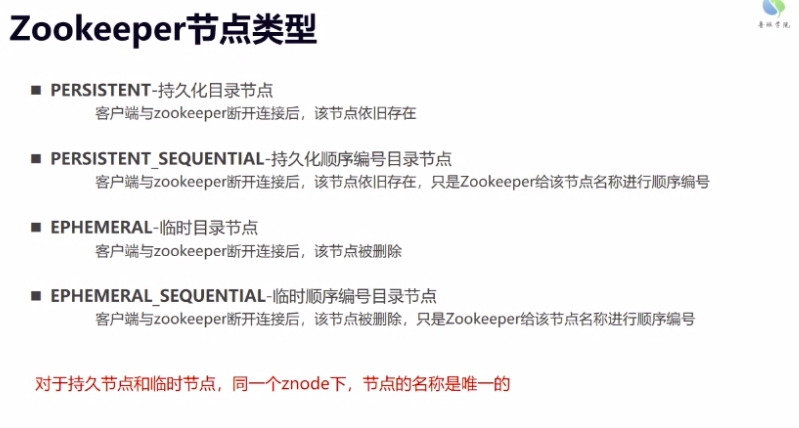 Zookeeper节点类型
鲁班学院
■ PERSISTENT-持久化目录节点
客户端与zookeeper断开连接后，该节点依旧存在
■ PERSISTENT_SEQUENTIAL-持久化顺序编号目录节点
客户端与zookeeper断开连接后，该节点依旧存在，只是Zookeeper给该节点名称进行顺序编号
■ EPHEMERAL-临时目录节点
客户端与zookeeper断开连接后，该节点被删除
■ EPHEMERAL_SEQUENTIAL-临时顺序编号目录节点
客户端与zookeeper断开连接后，该节点被删除，只是Zookeeper给该节点名称进行顺序编号
对于持久节点和临时节点，同一个znode下，节点的名称是唯一的